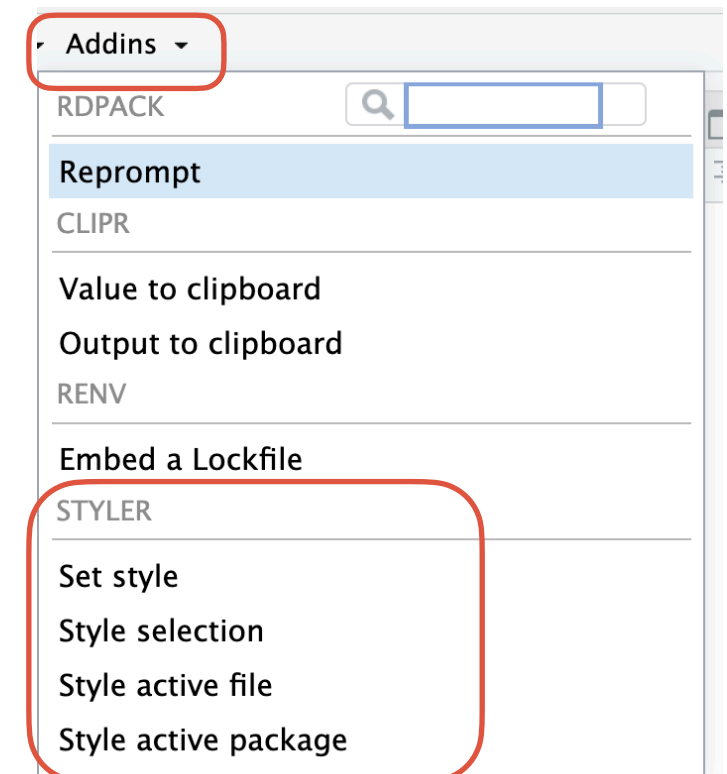 Addins
RDPACK
Reprompt
CLIPR
Value to clipboard
Output to clipboard
RENV
Embed a Lockfile
STYLER
Set style
Style selection
Style active file
Style active package